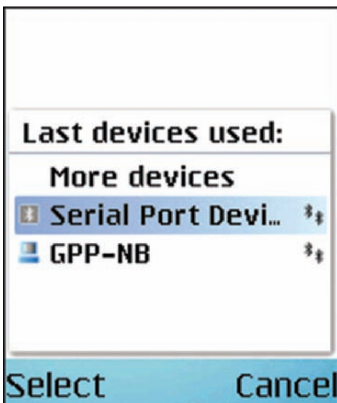 Last devices used:
More devices
Serial Port Devi...
GPP-NB
Select Cancel